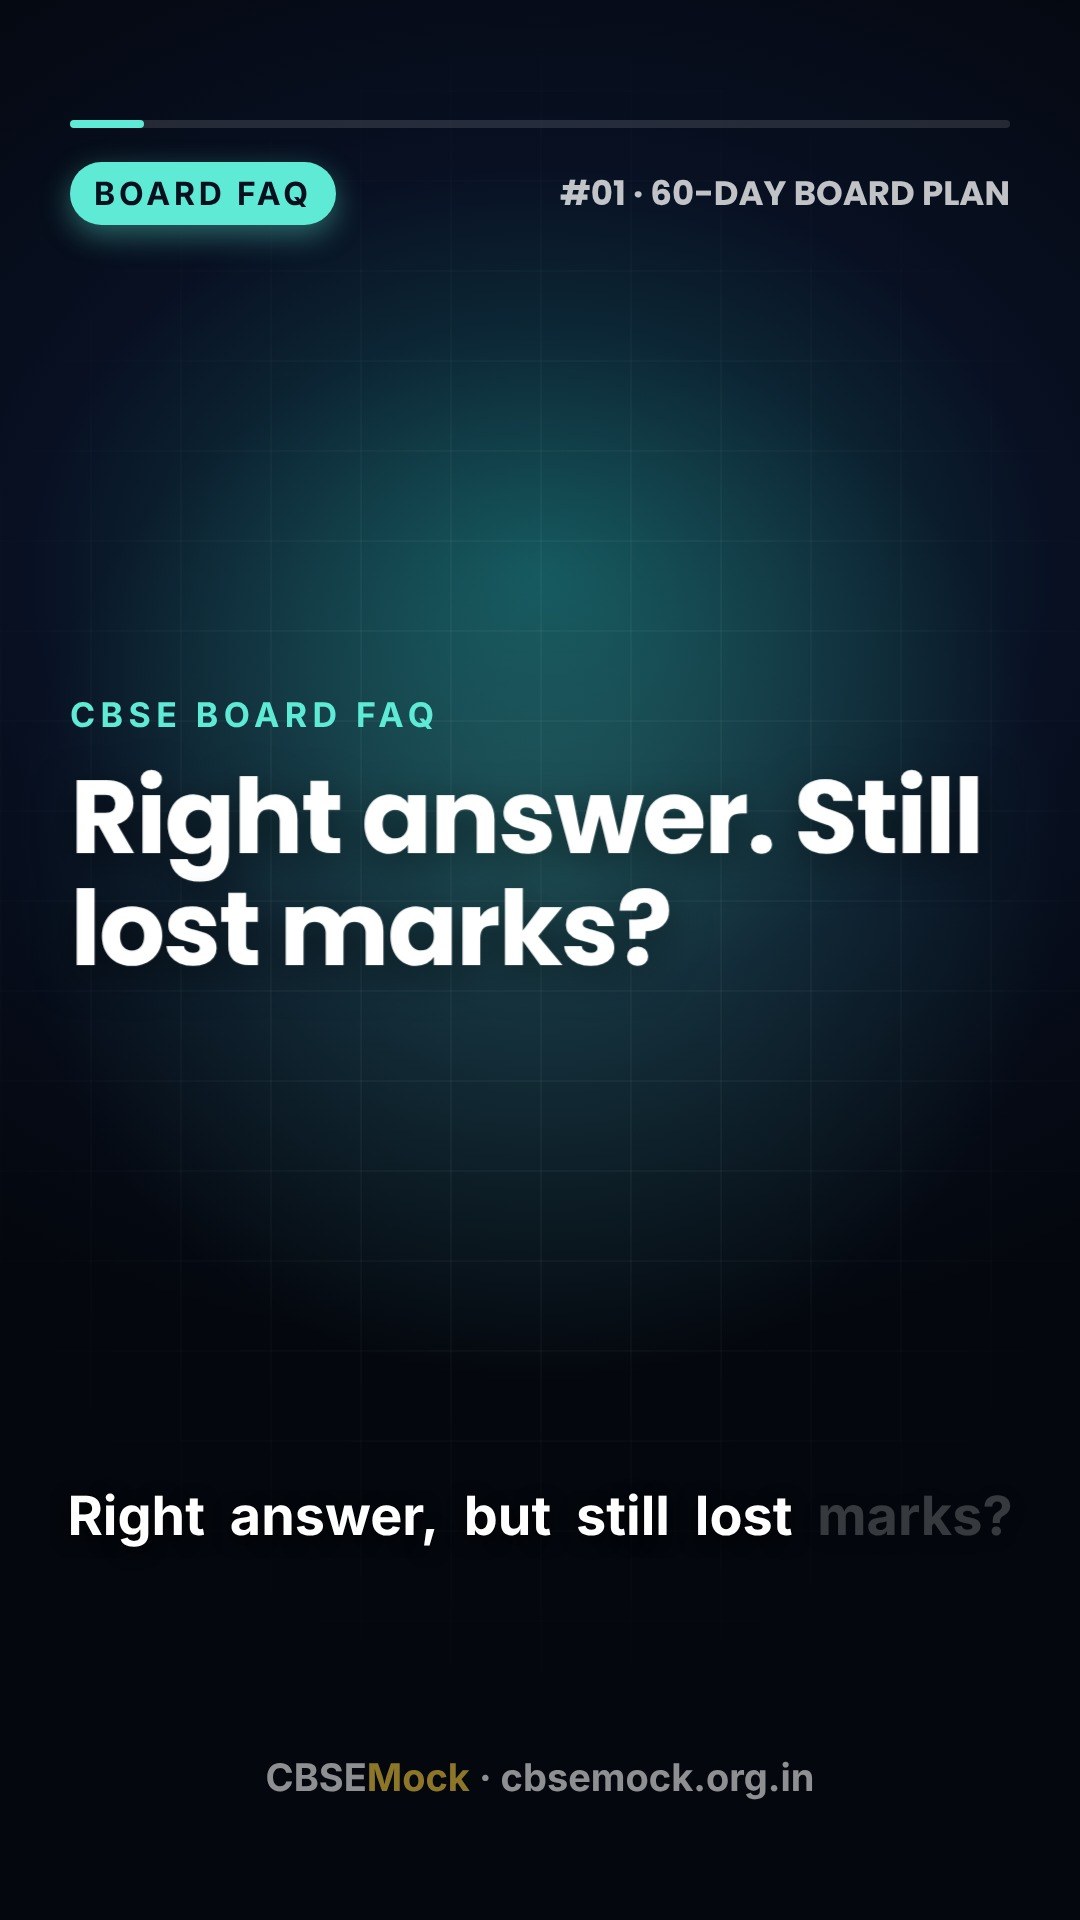 BOARD FAQ
#01 · 60-DAY BOARD PLAN
CBSE BOARD FAQ
Right answer. Still
lost marks?
Right answer, but still lost marks?
CBSEMock · cbsemock.org.in